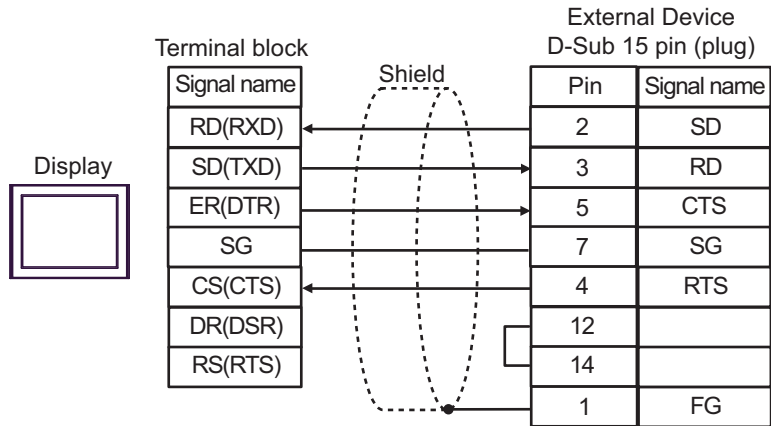 External Device
Terminal block D-Sub 15 pin (plug)
Signal name Shield Pin Signal name
RD(RXD) 2 SD
Display SD(TXD) 3 RD
ER(DTR) 5 CTS
SG 7 SG
CS(CTS) 4 RTS
DR(DSR) 12
RS(RTS) 14
1 FG